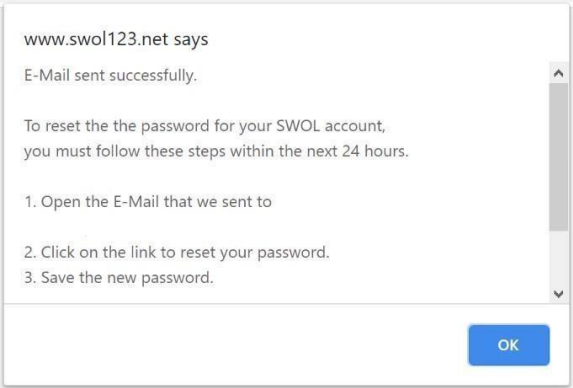 www.swol123.net says
E-Mail sent successfully.
To reset the the password for your SWOL account,
you must follow these steps within the next 24 hours.
1. Open the E-Mail that we sent to
2. Click on the link to reset your password.
3. Save the new password.
OK